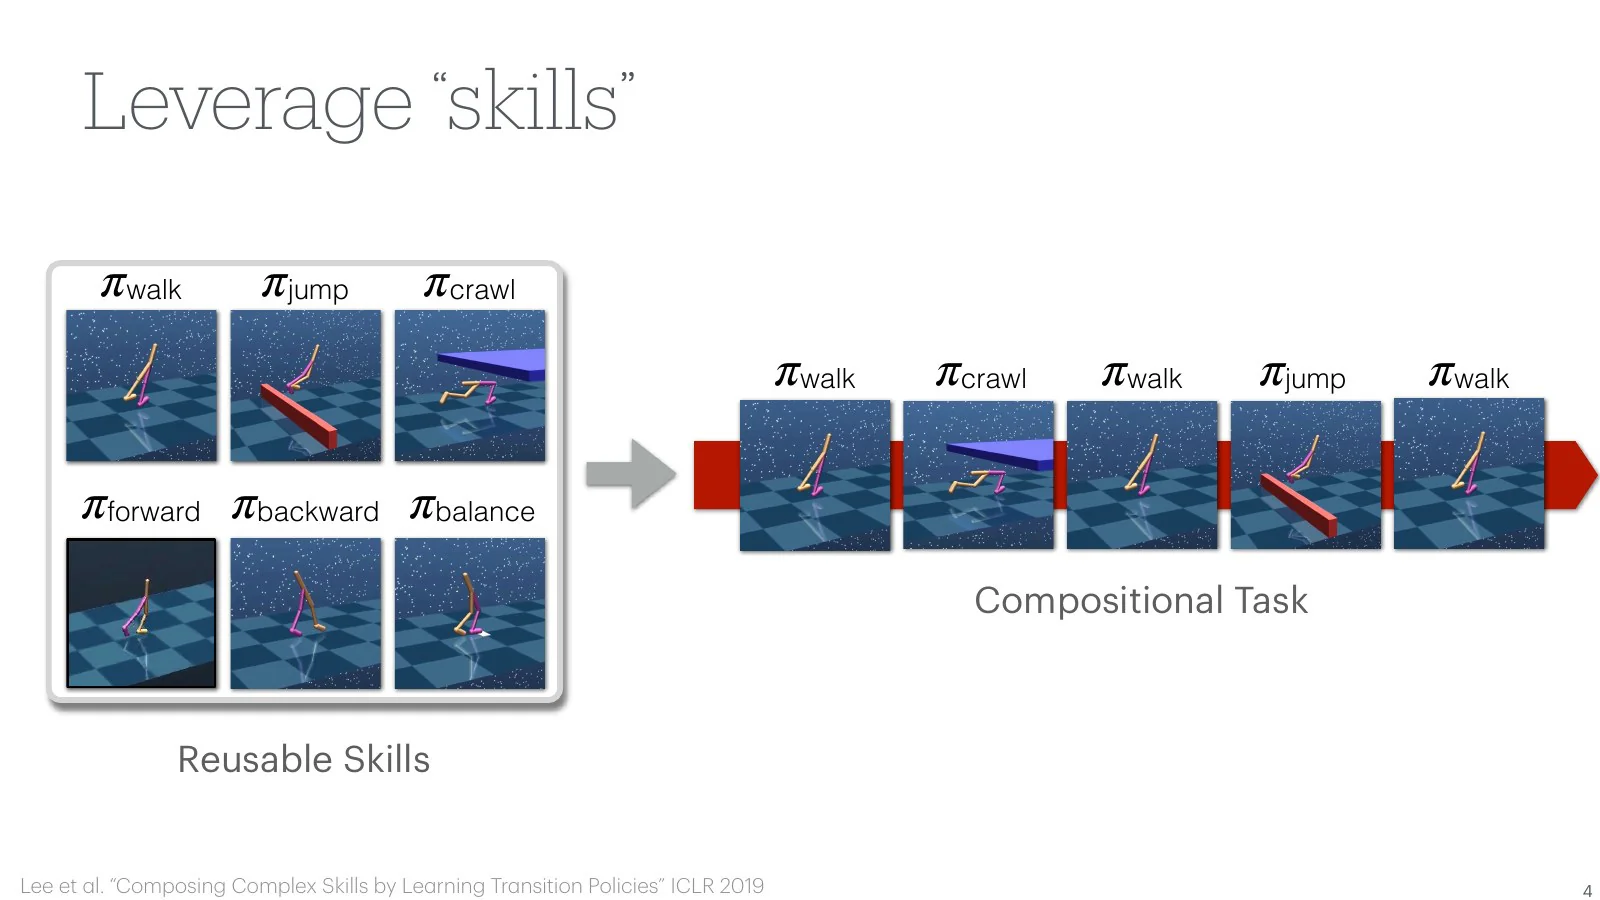 Leverage “skills”
πwalk πjump πcrawl
πforward πbackward πbalance
Reusable Skills
πwalk πcrawl πwalk πjump πwalk
Compositional Task
Lee et al. “Composing Complex Skills by Learning Transition Policies” ICLR 2019
4